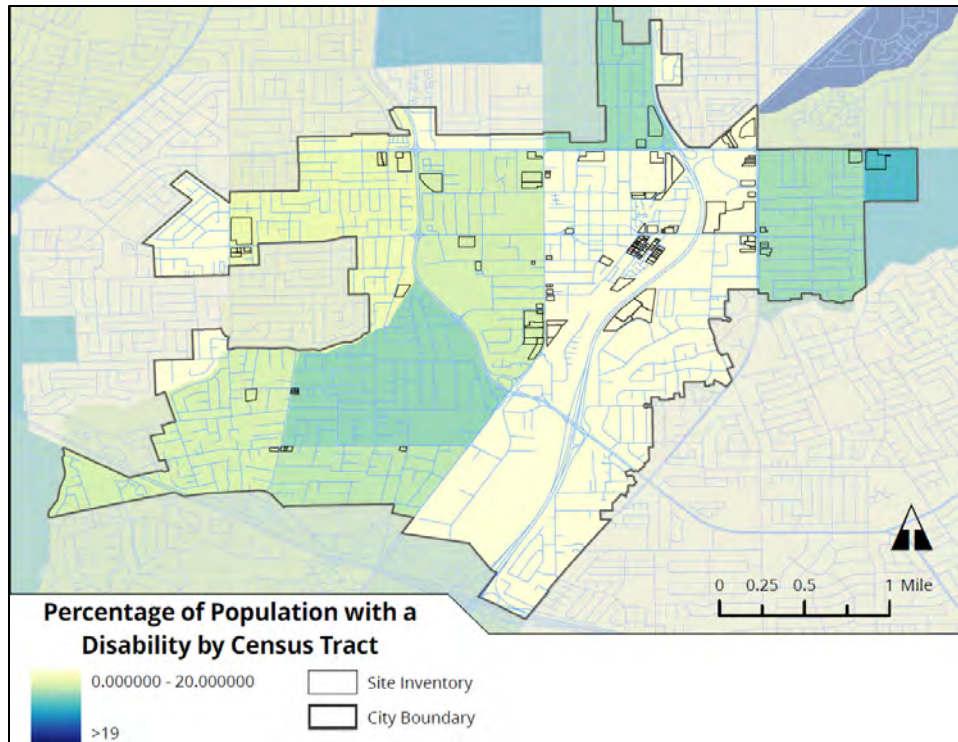 0 0.25 0.5 1 Mile
Percentage of Population with a
Disability by Census Tract
0.000000 - 20.000000
>19
Site Inventory
City Boundary